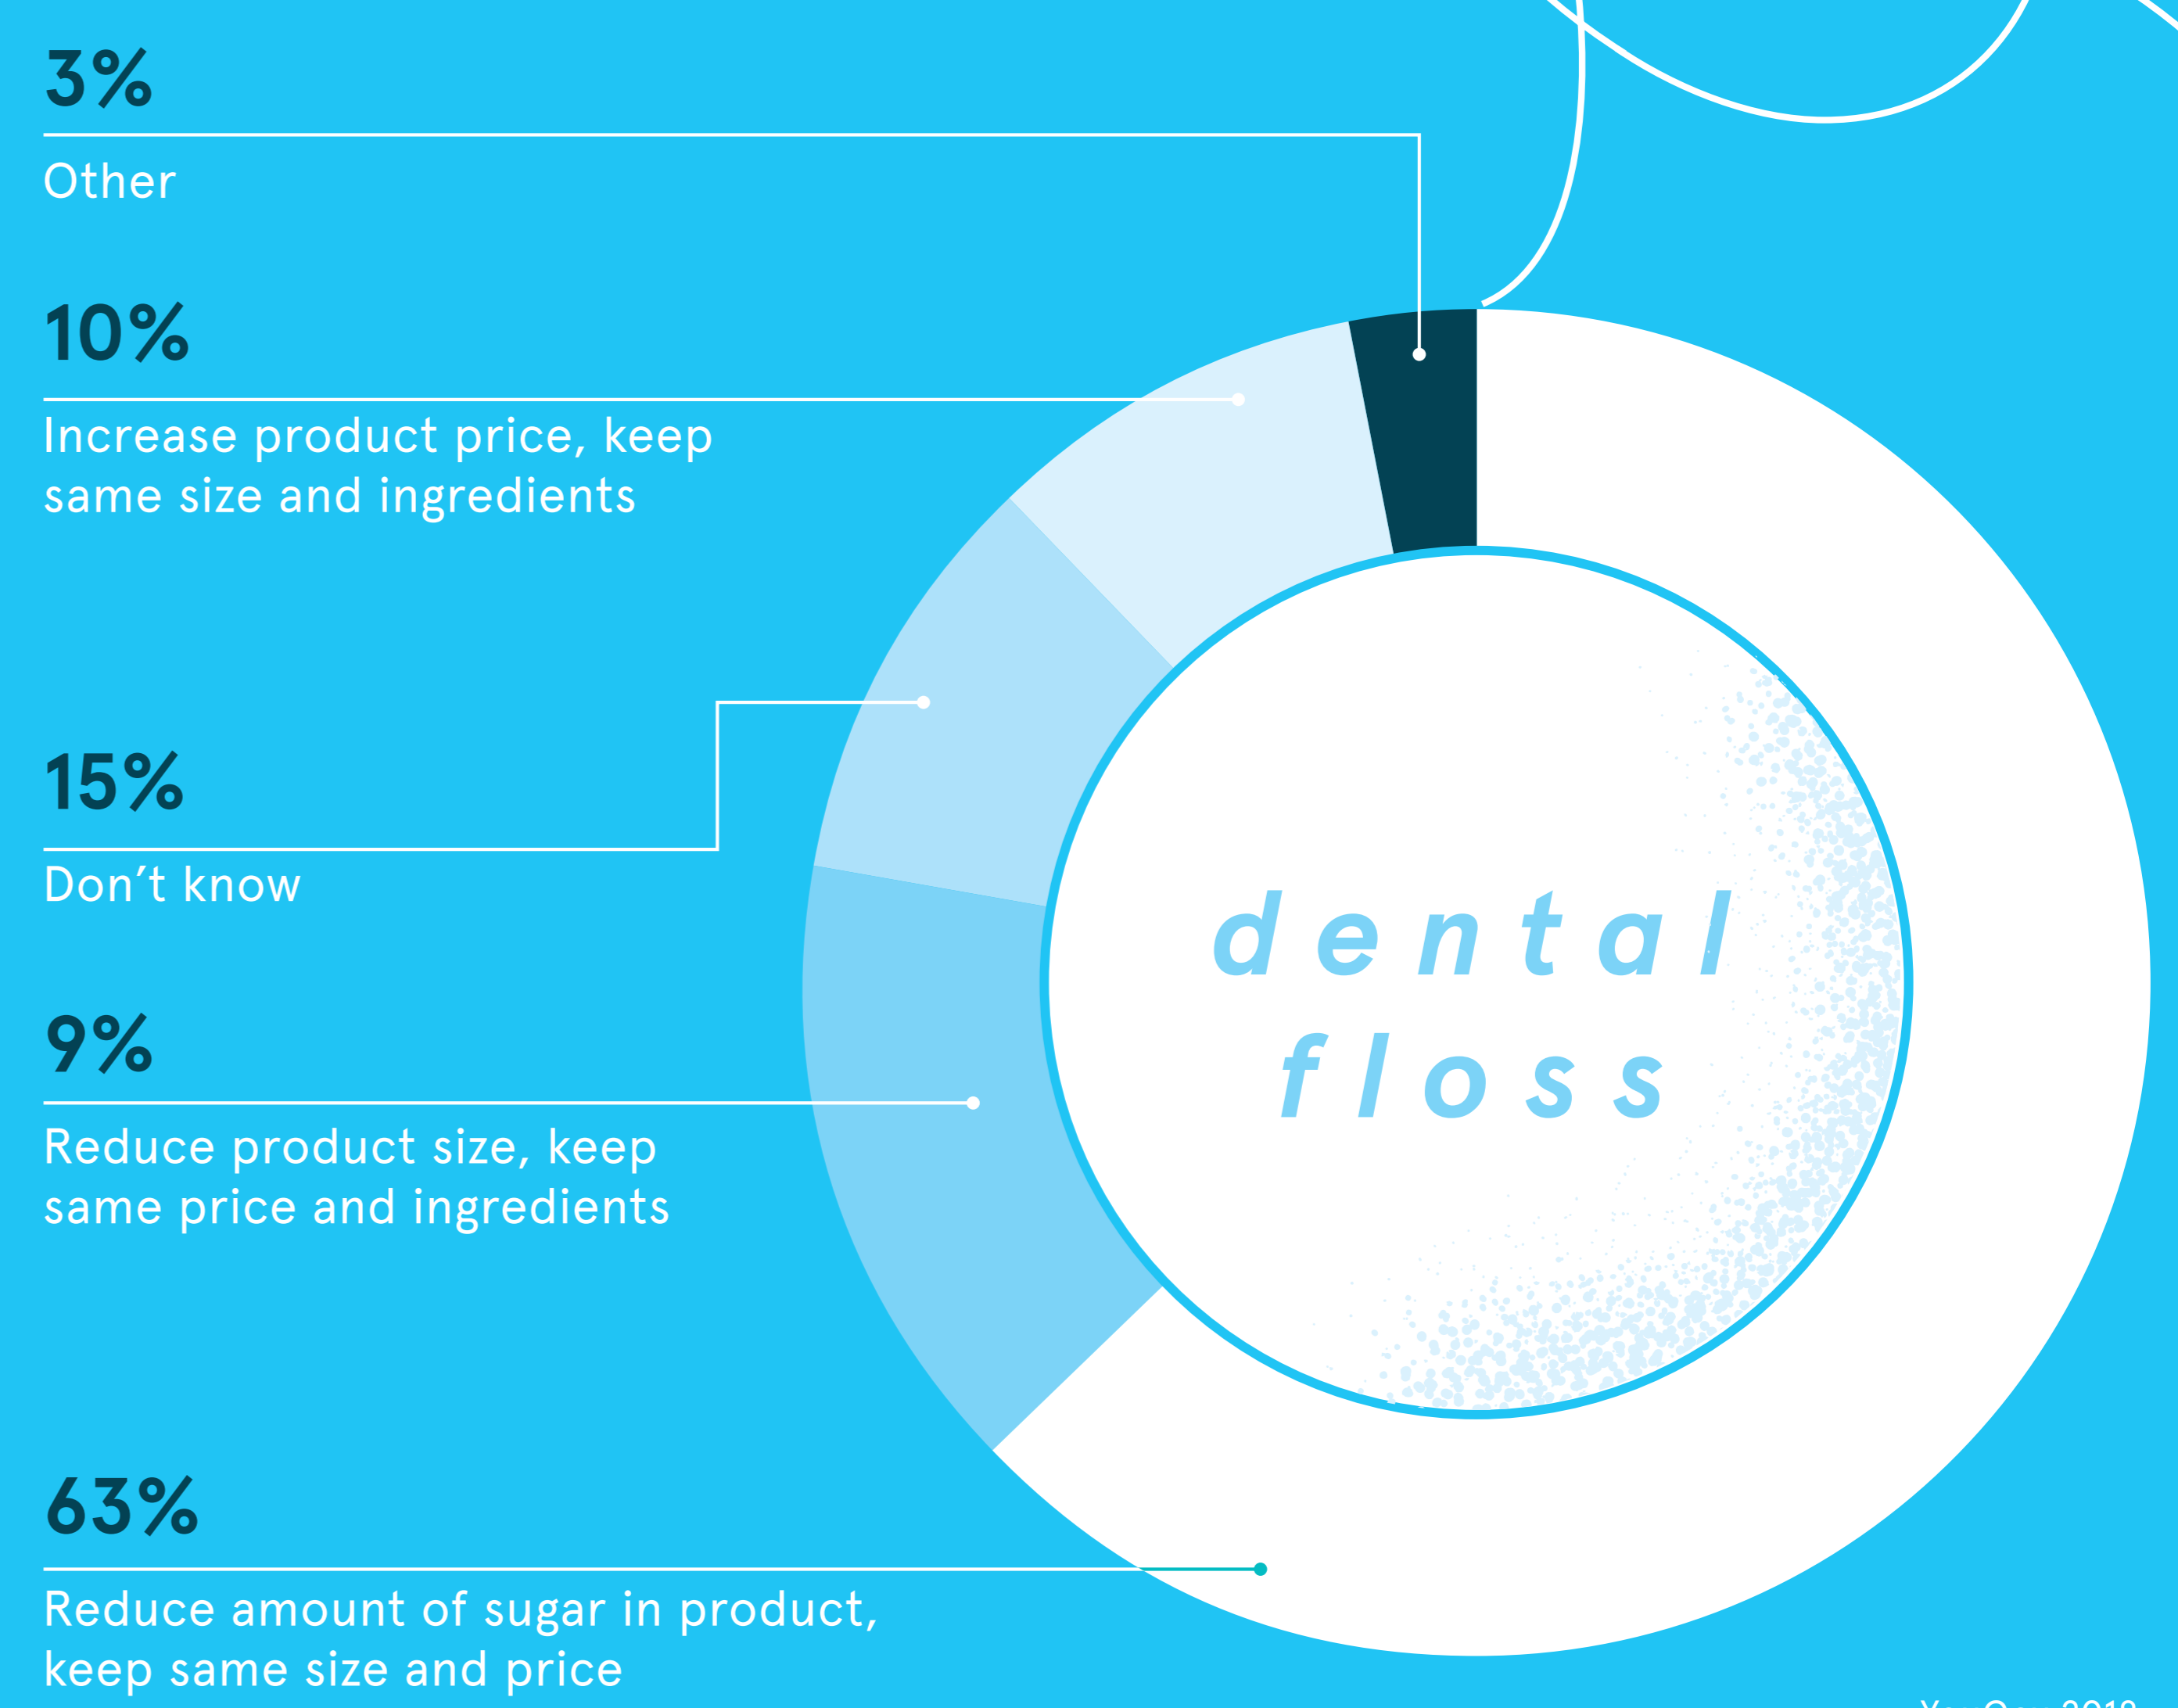 3%
Other
10%
Increase product price, keep
same size and ingredients
15%
Don’t know
9%
Reduce product size, keep
same price and ingredients
63%
Reduce amount of sugar in product,
keep same size and price
dental
floss